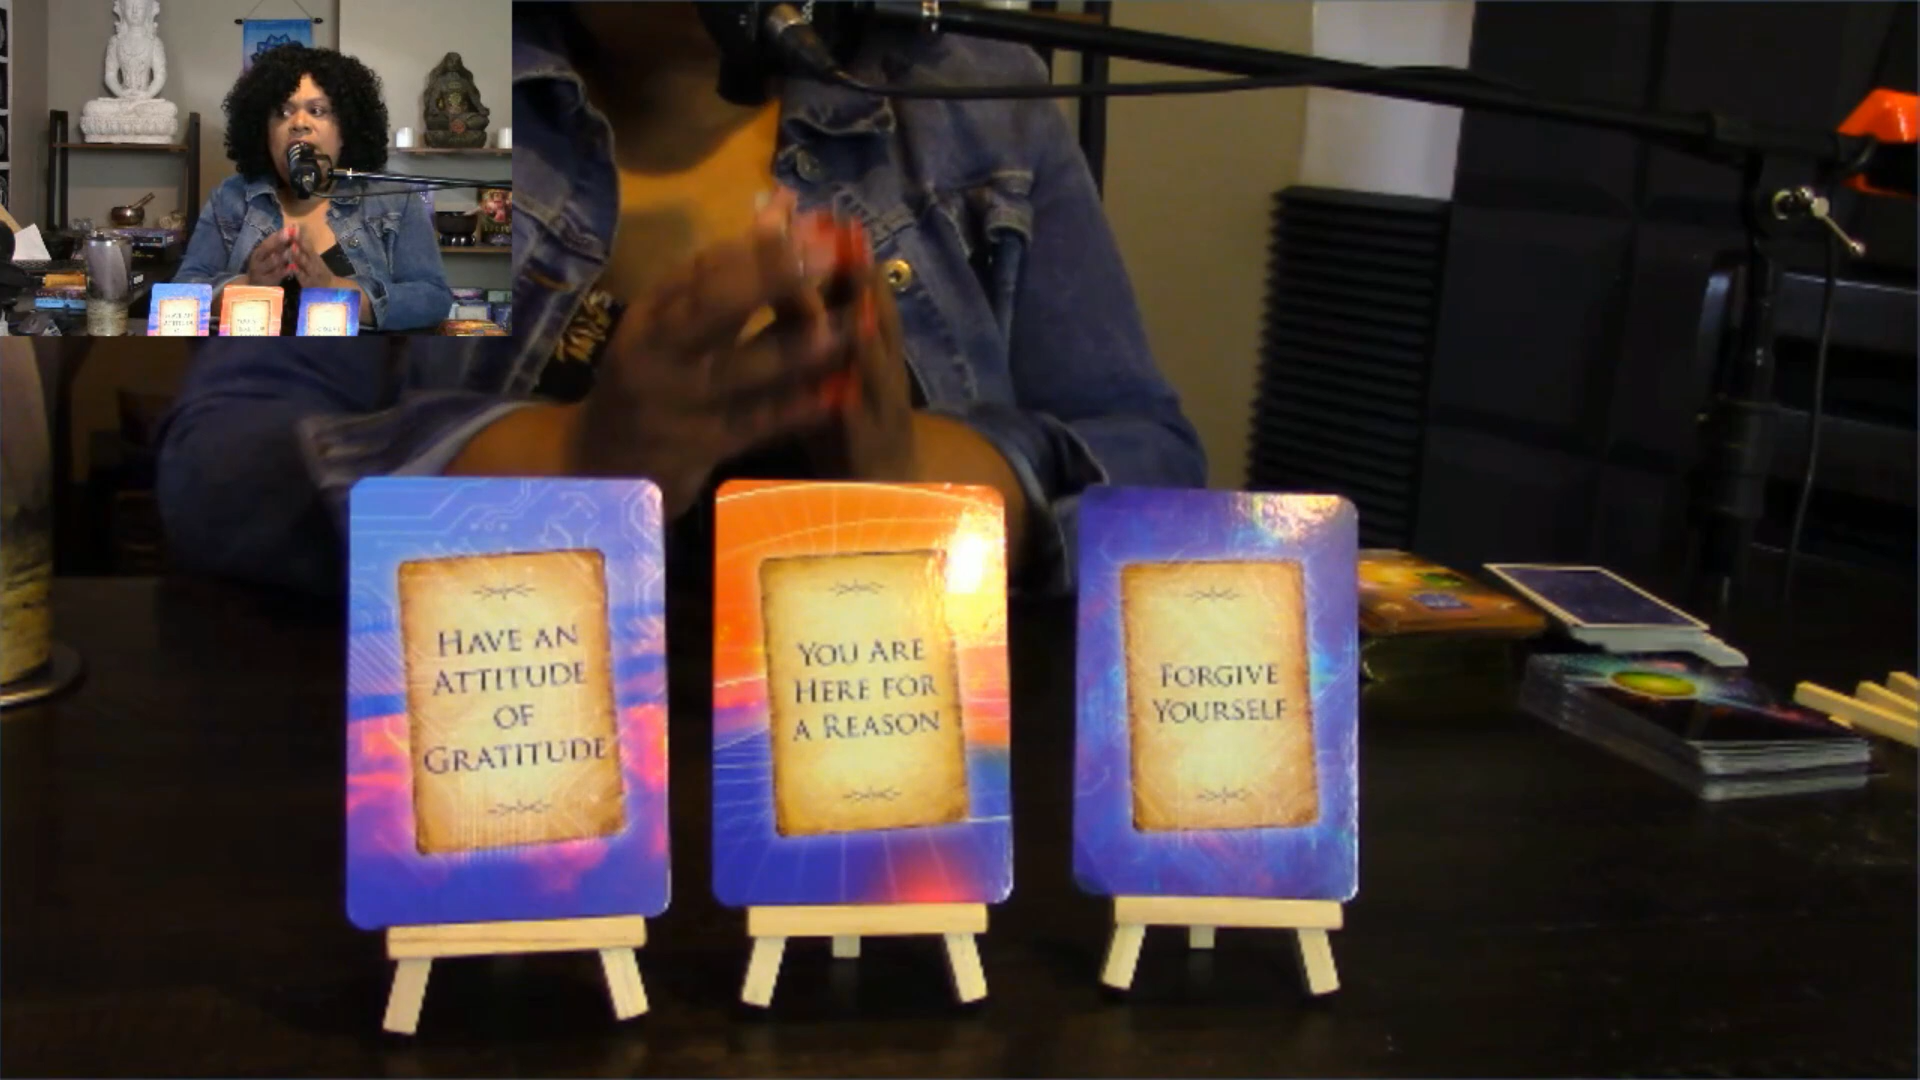 HAVE AN
ATTITUDE
OF
GRATITUDE
YOU ARE
HERE FOR
A REASON
FORGIVE
YOURSELF